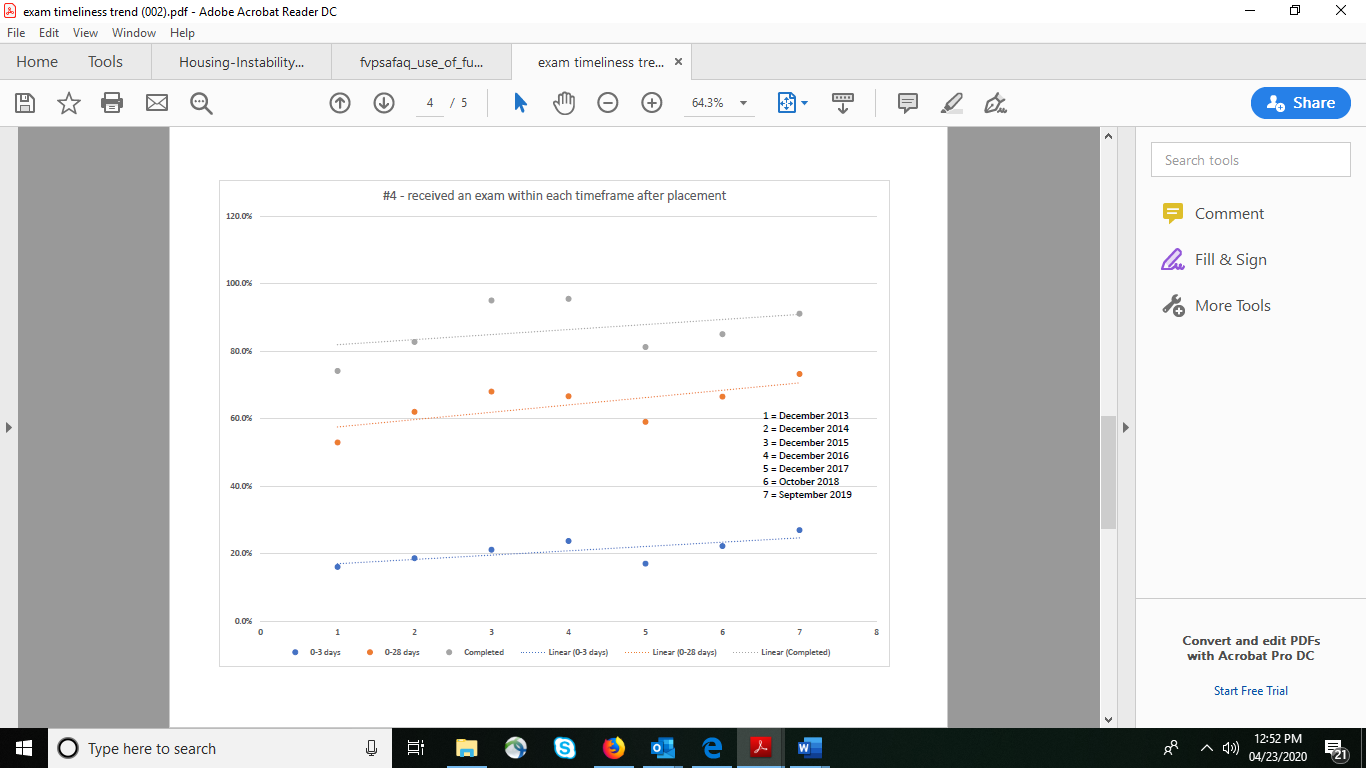 exam timeliness trend (002).pdf - Adobe Acrobat Reader DC
File Edit View Window Help
Home Tools Housing-Instability... fvpsafaq_use_of_fu... exam timeliness tre...
4 / 5 64.3% Share
Search tools
Comment
Fill & Sign
More Tools
#4 - received an exam within each timeframe after placement
120.0%
100.0%
80.0%
60.0%
40.0%
20.0%
0.0%
1 = December 2013
2 = December 2014
3 = December 2015
4 = December 2016
5 = December 2017
6 = October 2018
7 = September 2019
0 1 2 3 4 5 6 7 8
0-3 days 0-28 days Completed Linear (0-3 days) Linear (0-28 days) Linear (Completed)
Convert and edit PDFs
with Acrobat Pro DC
Start Free Trial
Type here to search
12:52 PM
04/23/2020
21